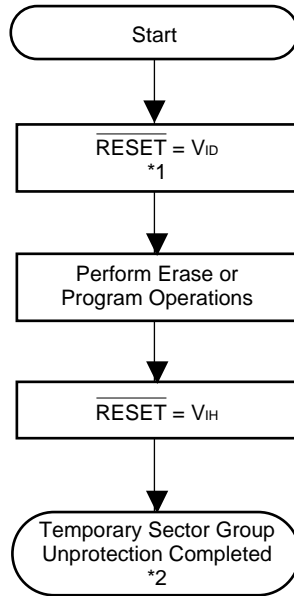 Start
RESET = VID
*1
Perform Erase or
Program Operations
RESET = VIH
Temporary Sector Group
Unprotection Completed
*2